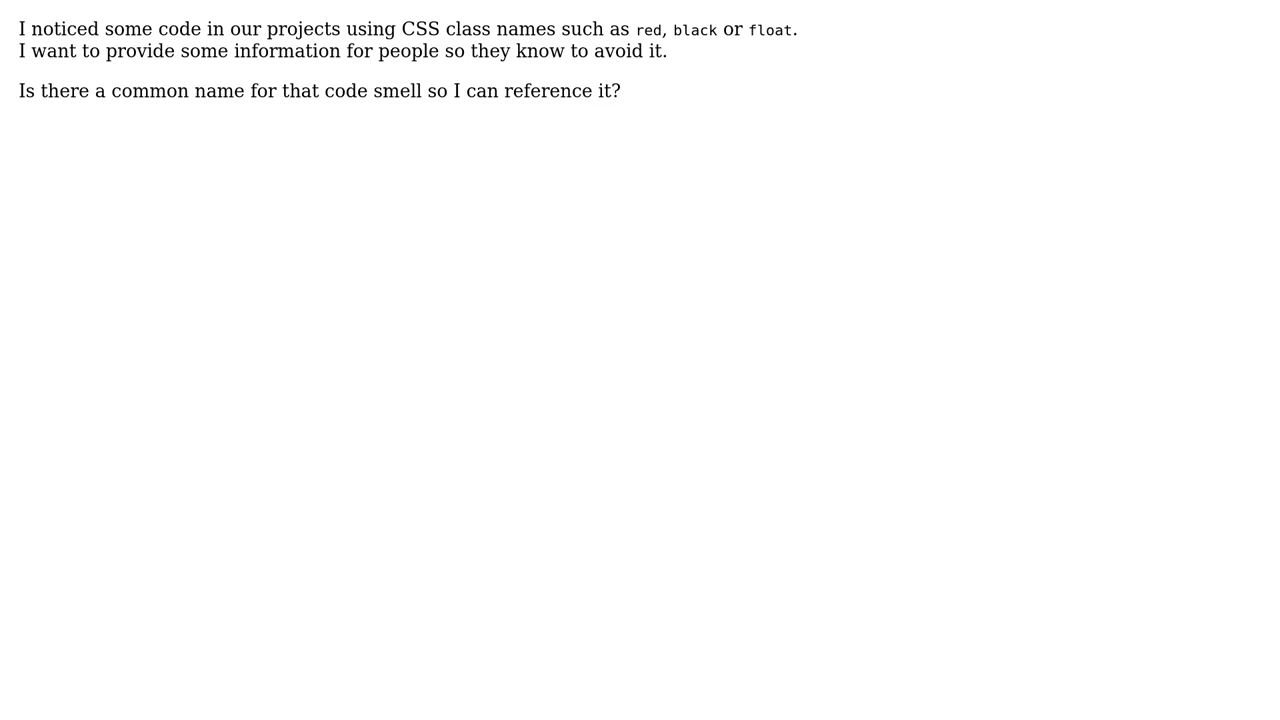 I noticed some code in our projects using CSS class names such as red, black or float.
I want to provide some information for people so they know to avoid it.
Is there a common name for that code smell so I can reference it?